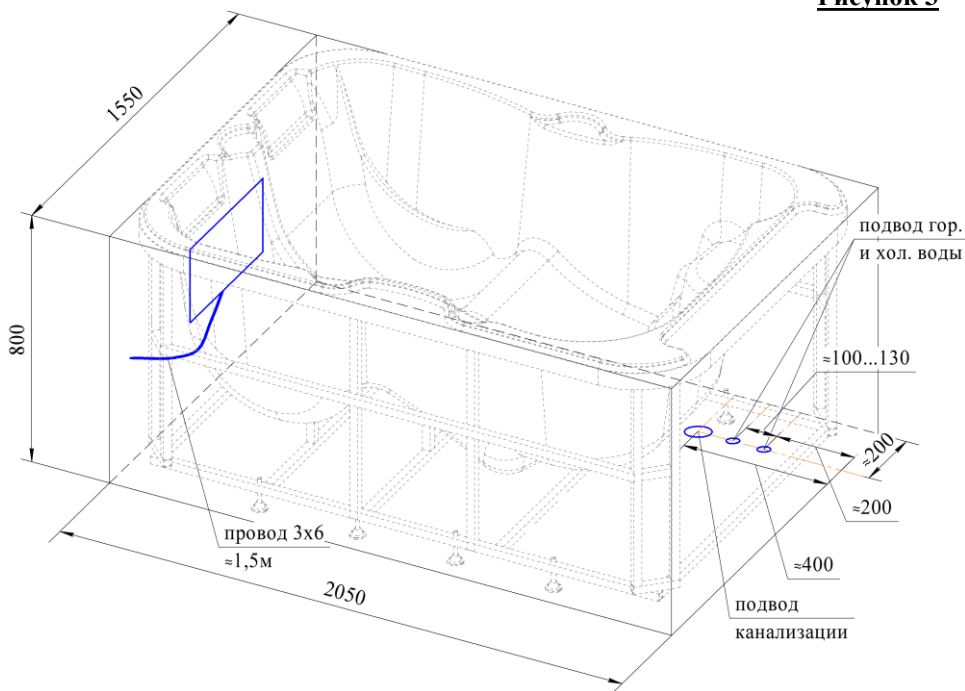 Рисунок 3
1550
подвод гор.
и хол. воды
800
≈100...130
≈200
≈200
провод 3х6
≈1,5м
≈400
2050
подвод
канализации